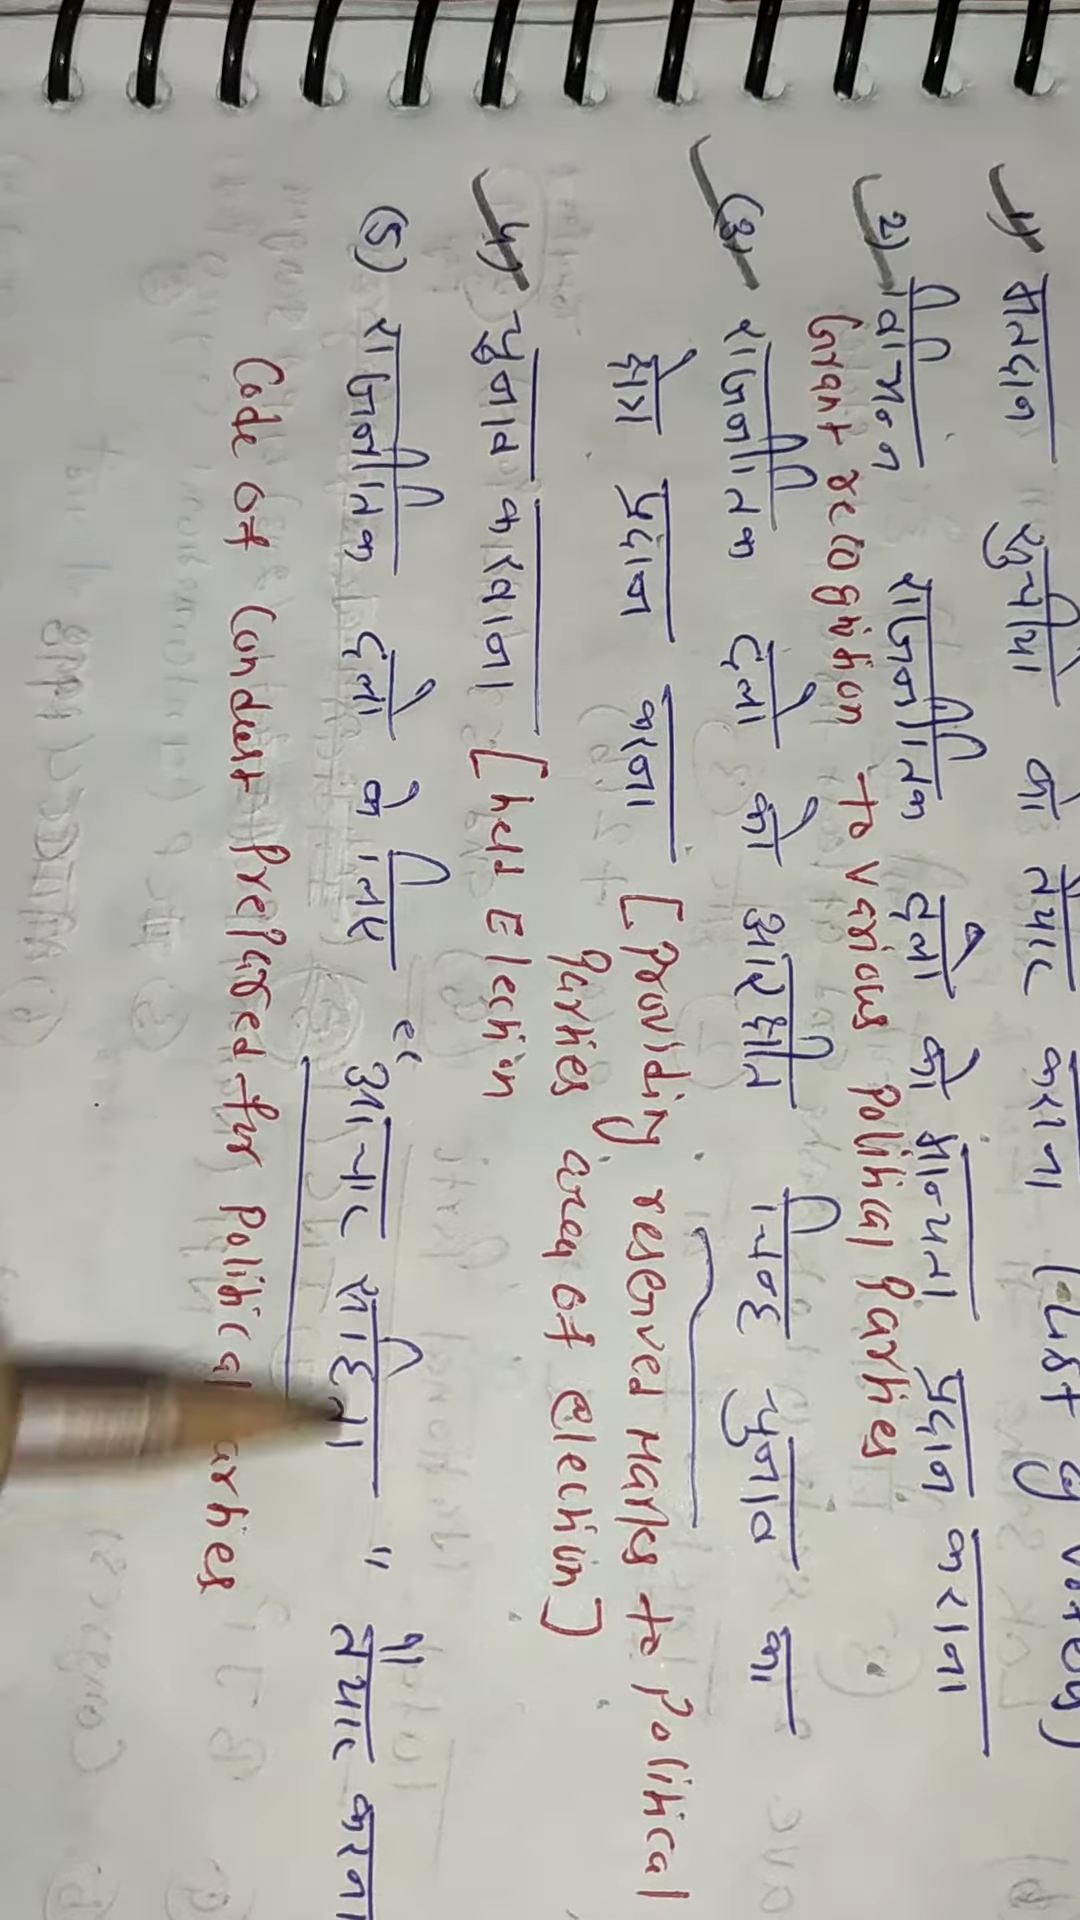 1) मतदान सूचीयो को तैयार कराना (List of voters)
2) विभिन्न राजनीतिक दलो को मान्यता प्रदान कराना
Grant recognition to various Political Parties
(3) राजनीतिक दलो को आरक्षीत चिन्ह चुनाव का
क्षेत्र प्रदान करना [Providing reserved marks to Political
Parties area of election]
4) चुनाव करवाना [held Election
(5) राजनीतिक दलो के लिए "आचार संहिता" तैयार करना
Code of Conduct Prepared for Political Parties